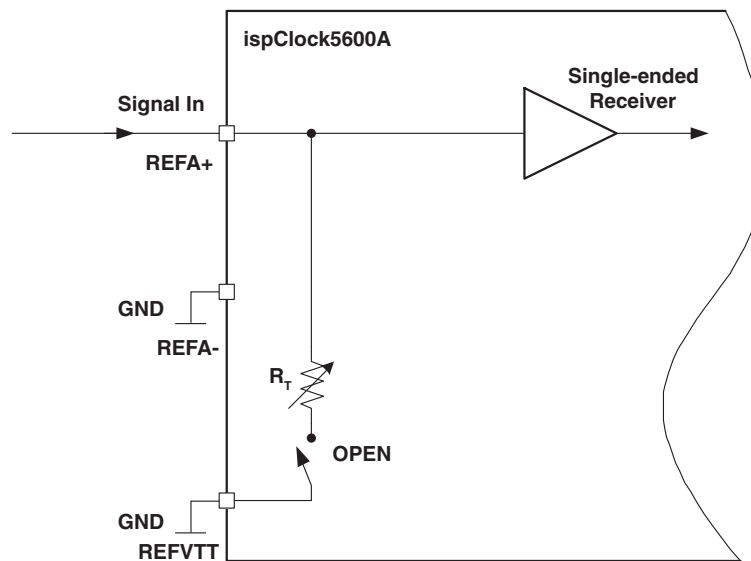 ispClock5600A
Signal In
Single-ended
Receiver
REFA+
GND
REFA-
RT
OPEN
GND
REFVTT